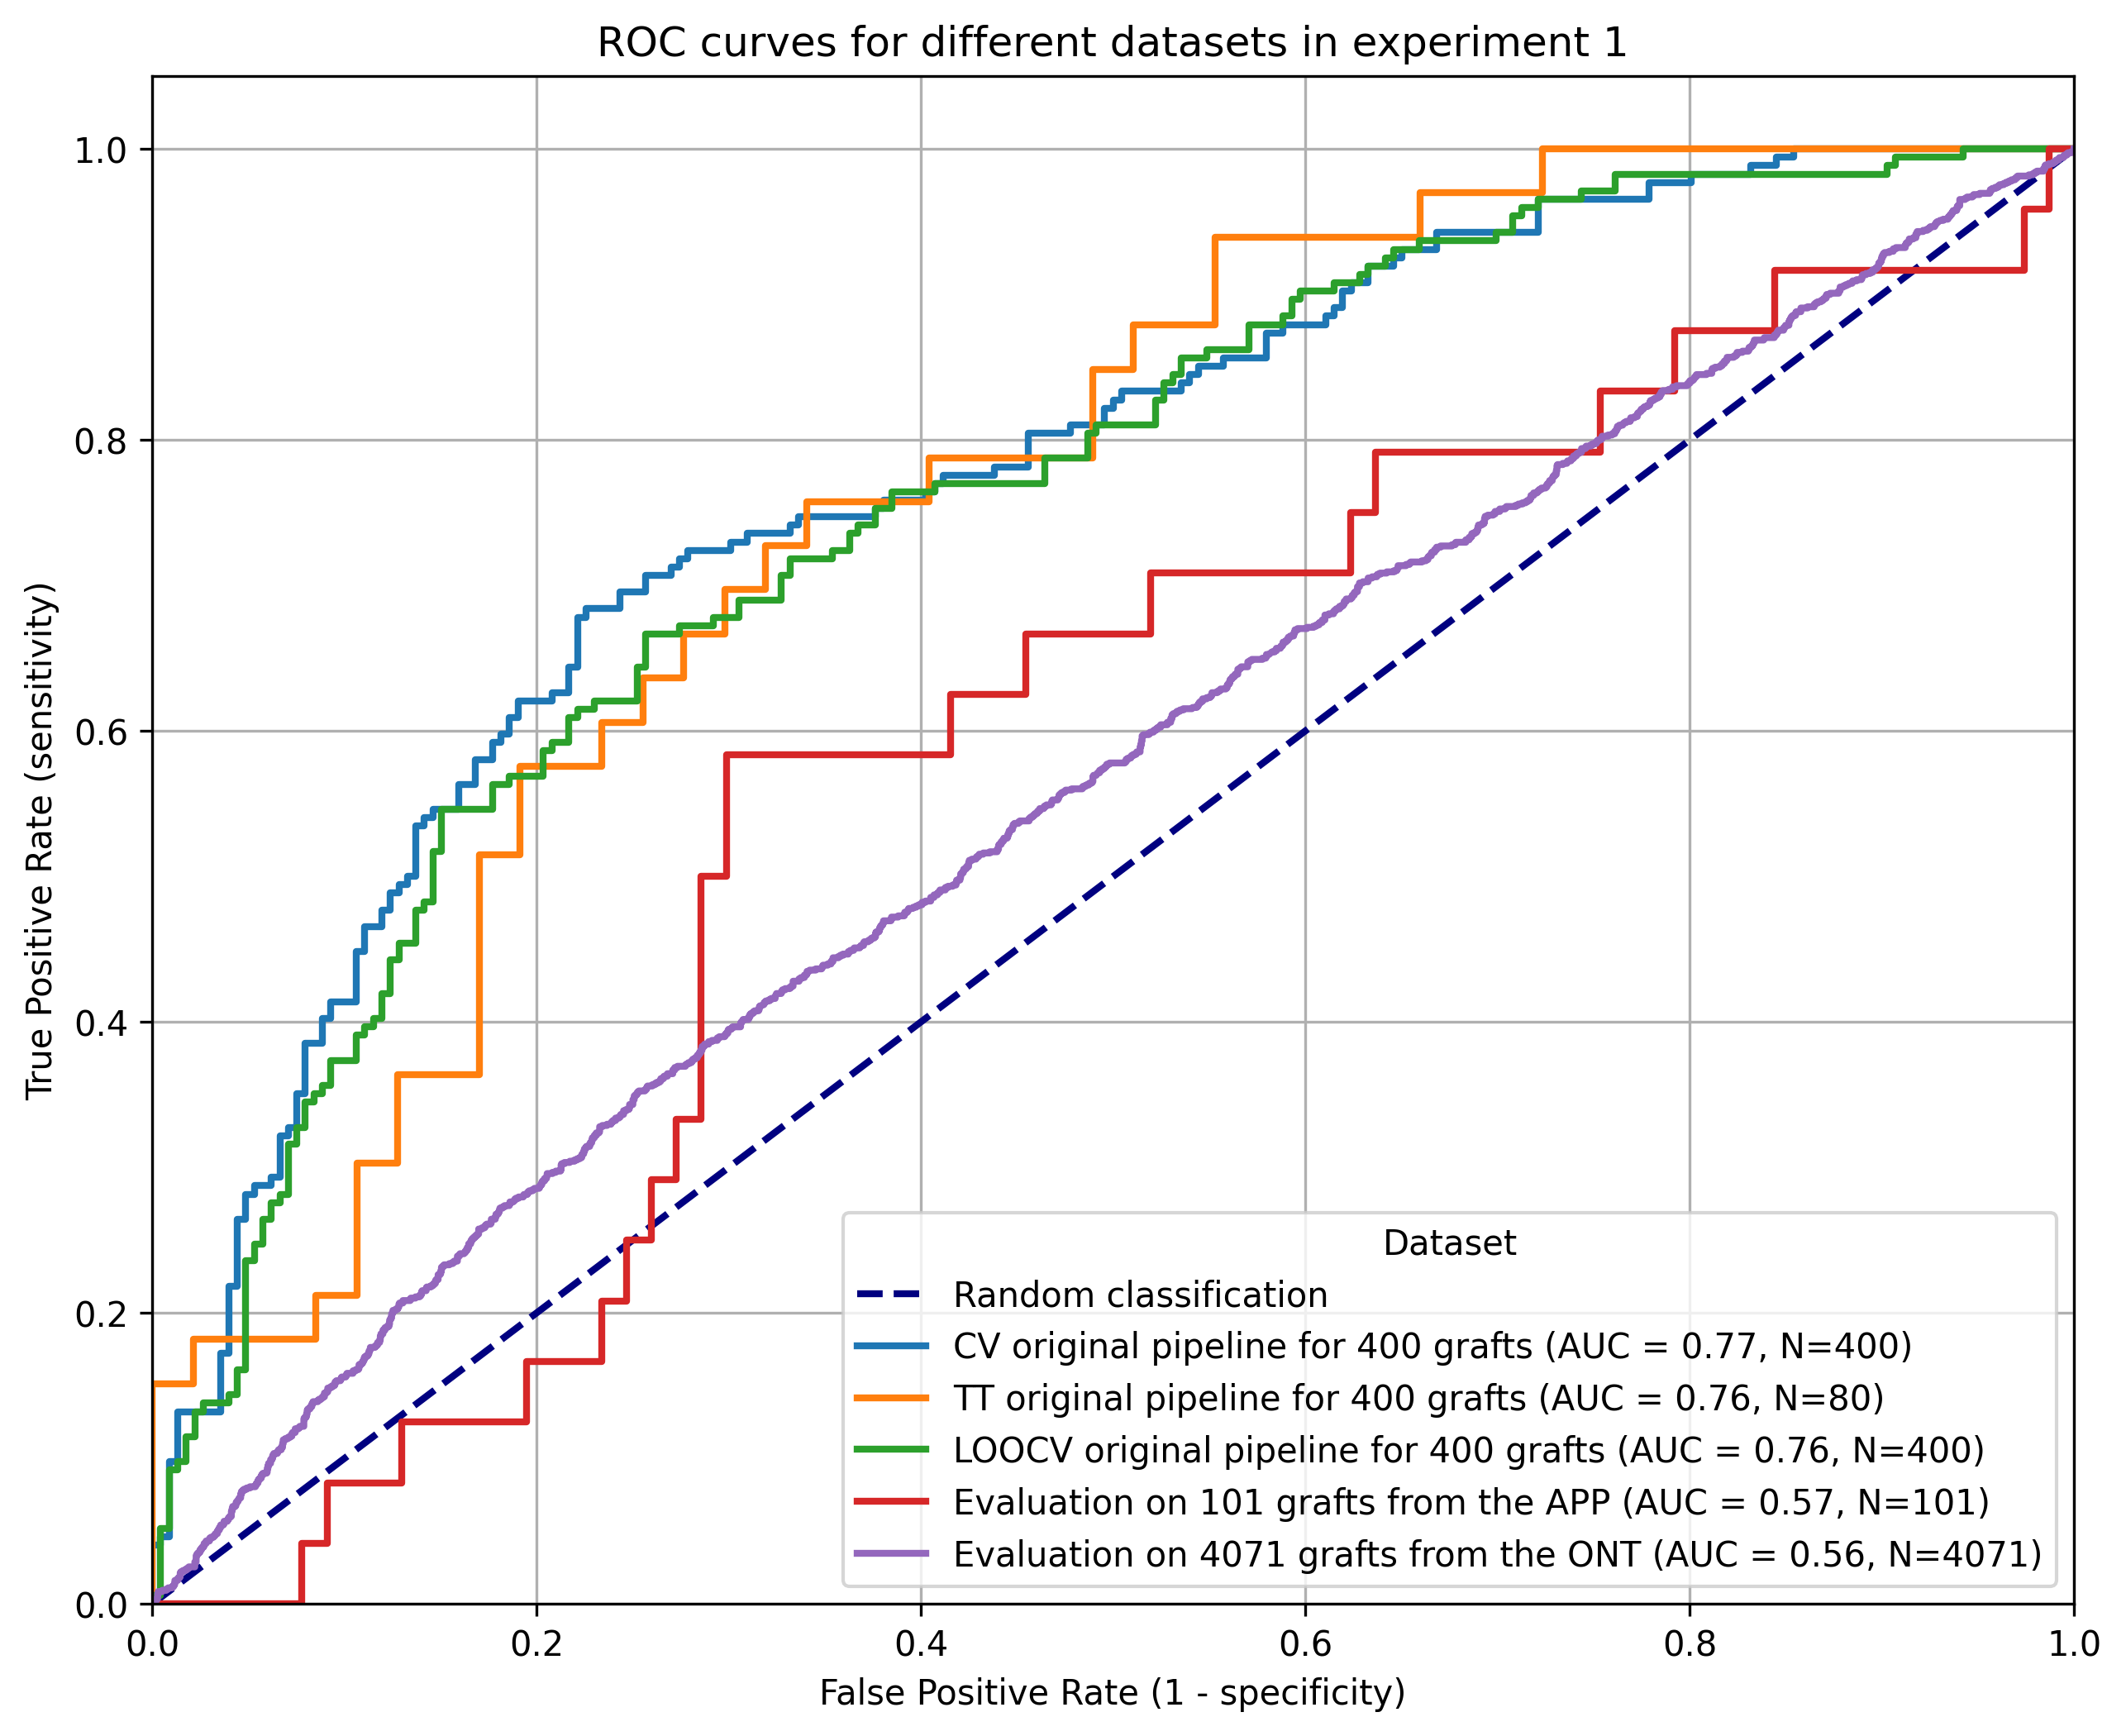 ROC curves for different datasets in experiment 1
True Positive Rate (sensitivity)
1.0
0.8
0.6
0.4
0.2
0.0
Dataset
Random classification
CV original pipeline for 400 grafts (AUC = 0.77, N=400)
TT original pipeline for 400 grafts (AUC = 0.76, N=80)
LOOCV original pipeline for 400 grafts (AUC = 0.76, N=400)
Evaluation on 101 grafts from the APP (AUC = 0.57, N=101)
Evaluation on 4071 grafts from the ONT (AUC = 0.56, N=4071)
0.0 0.2 0.4 0.6 0.8 1.0
False Positive Rate (1 - specificity)